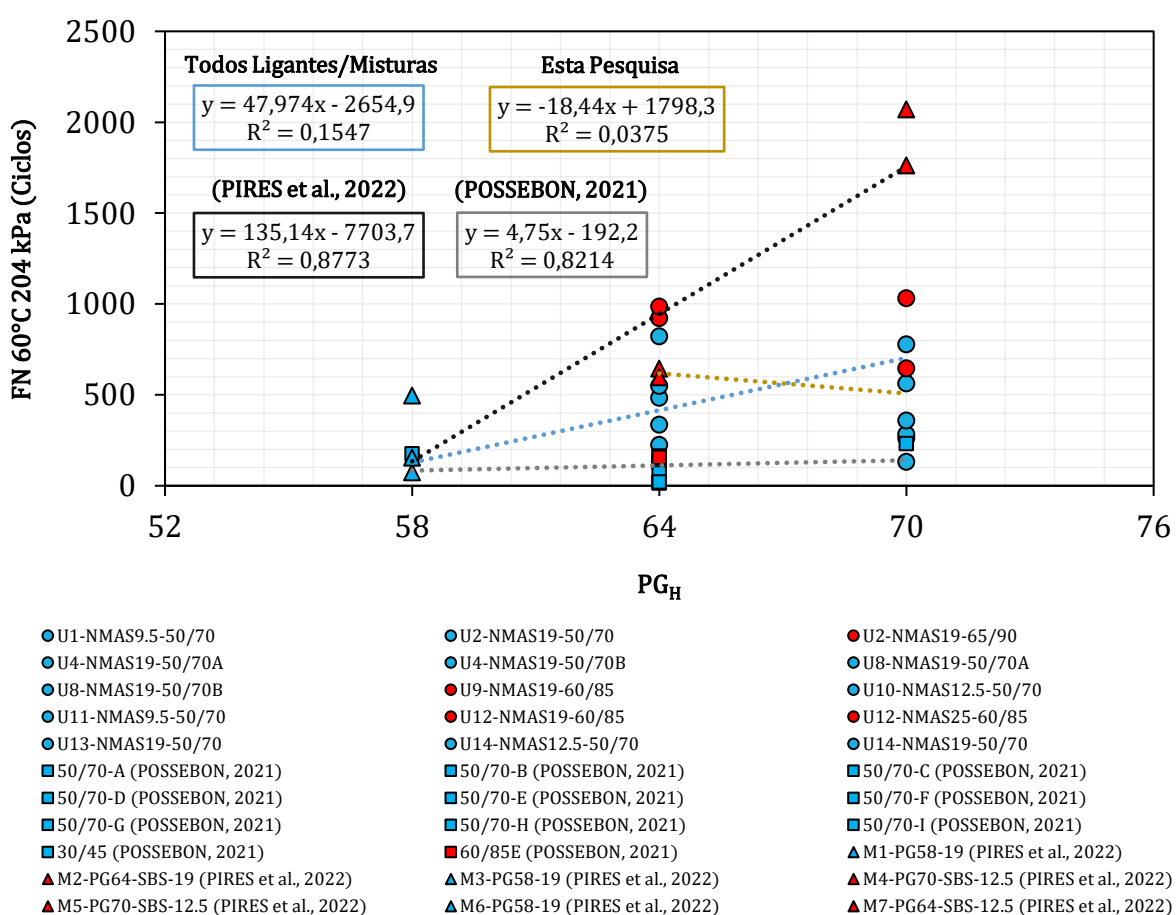 2500
2000
1500
1000
500
0
FN 60°C 204 kPa (Ciclos)
Todos Ligantes/Misturas
y = 47,974x - 2654,9
R² = 0,1547
Esta Pesquisa
y = -18,44x + 1798,3
R² = 0,0375
(PIRES et al., 2022)
y = 135,14x - 7703,7
R² = 0,8773
(POSSEBON, 2021)
y = 4,75x - 192,2
R² = 0,8214
52 58 64 70 76
PG_H
U1-NMAS9.5-50/70 U2-NMAS19-50/70 U2-NMAS19-65/90
U4-NMAS19-50/70A U4-NMAS19-50/70B U8-NMAS19-50/70A
U8-NMAS19-50/70B U9-NMAS19-60/85 U10-NMAS12.5-50/70
U11-NMAS9.5-50/70 U12-NMAS19-60/85 U12-NMAS25-60/85
U13-NMAS19-50/70 U14-NMAS12.5-50/70 U14-NMAS19-50/70
50/70-A (POSSEBON, 2021) 50/70-B (POSSEBON, 2021) 50/70-C (POSSEBON, 2021)
50/70-D (POSSEBON, 2021) 50/70-E (POSSEBON, 2021) 50/70-F (POSSEBON, 2021)
50/70-G (POSSEBON, 2021) 50/70-H (POSSEBON, 2021) 50/70-I (POSSEBON, 2021)
30/45 (POSSEBON, 2021) 60/85E (POSSEBON, 2021) M1-PG58-19 (PIRES et al., 2022)
M2-PG64-SBS-19 (PIRES et al., 2022) M3-PG58-19 (PIRES et al., 2022) M4-PG70-SBS-12.5 (PIRES et al., 2022)
M5-PG70-SBS-12.5 (PIRES et al., 2022) M6-PG58-19 (PIRES et al., 2022) M7-PG64-SBS-12.5 (PIRES et al., 2022)